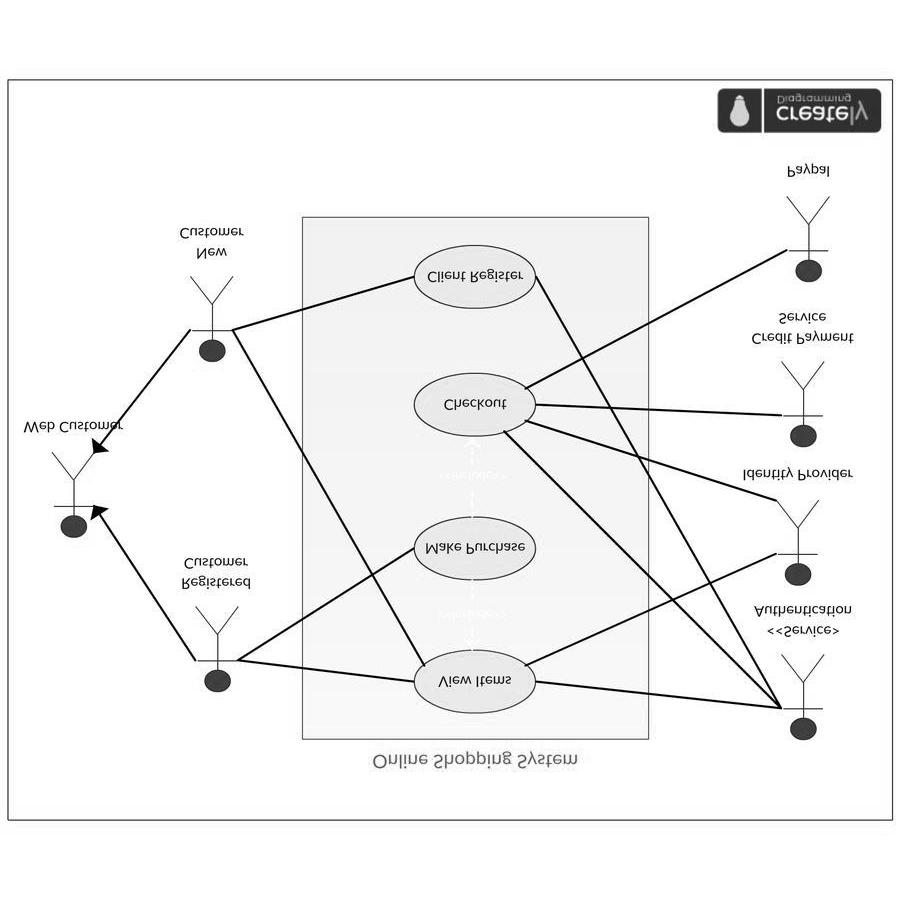 Online Shopping System
View Items
<<Service>
Authentication
Registered
Customer
Make Purchase
Identity Provider
<<include>>
Web Customer
Checkout
Credit Payment
Service
Client Register
New
Customer
Paypal
creately
Diagramming